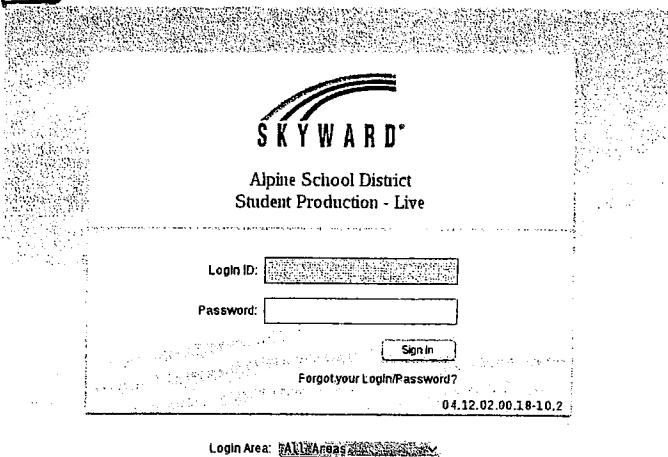 SKYWARD®
Alpine School District
Student Production - Live
Login ID:
Password:
Sign In
Forgot your Login/Password?
04.12.02.00.18-10.2
Login Area: All Areas